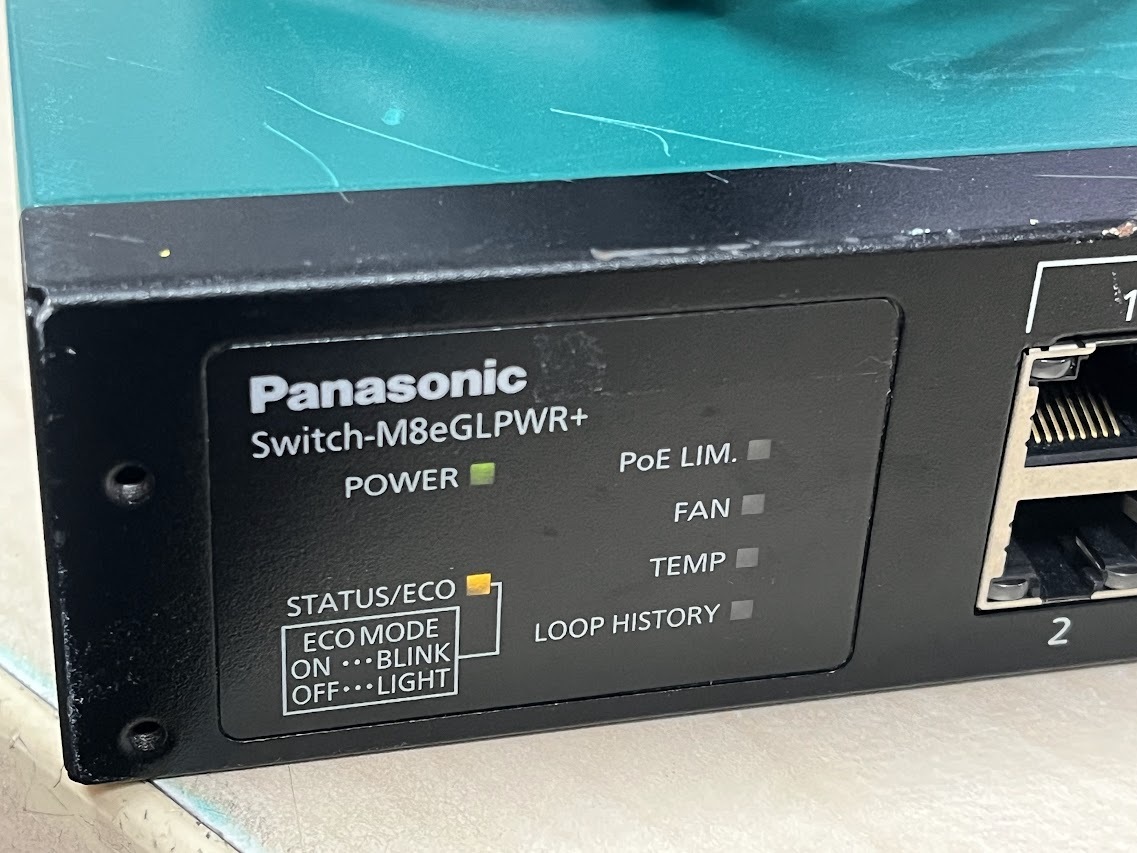 Panasonic
Switch-M8eGLPWR+
POWER
STATUS/ECO
ECO MODE
ON ･･･BLINK
OFF･･･LIGHT
PoE LIM.
FAN
TEMP
LOOP HISTORY
1
2